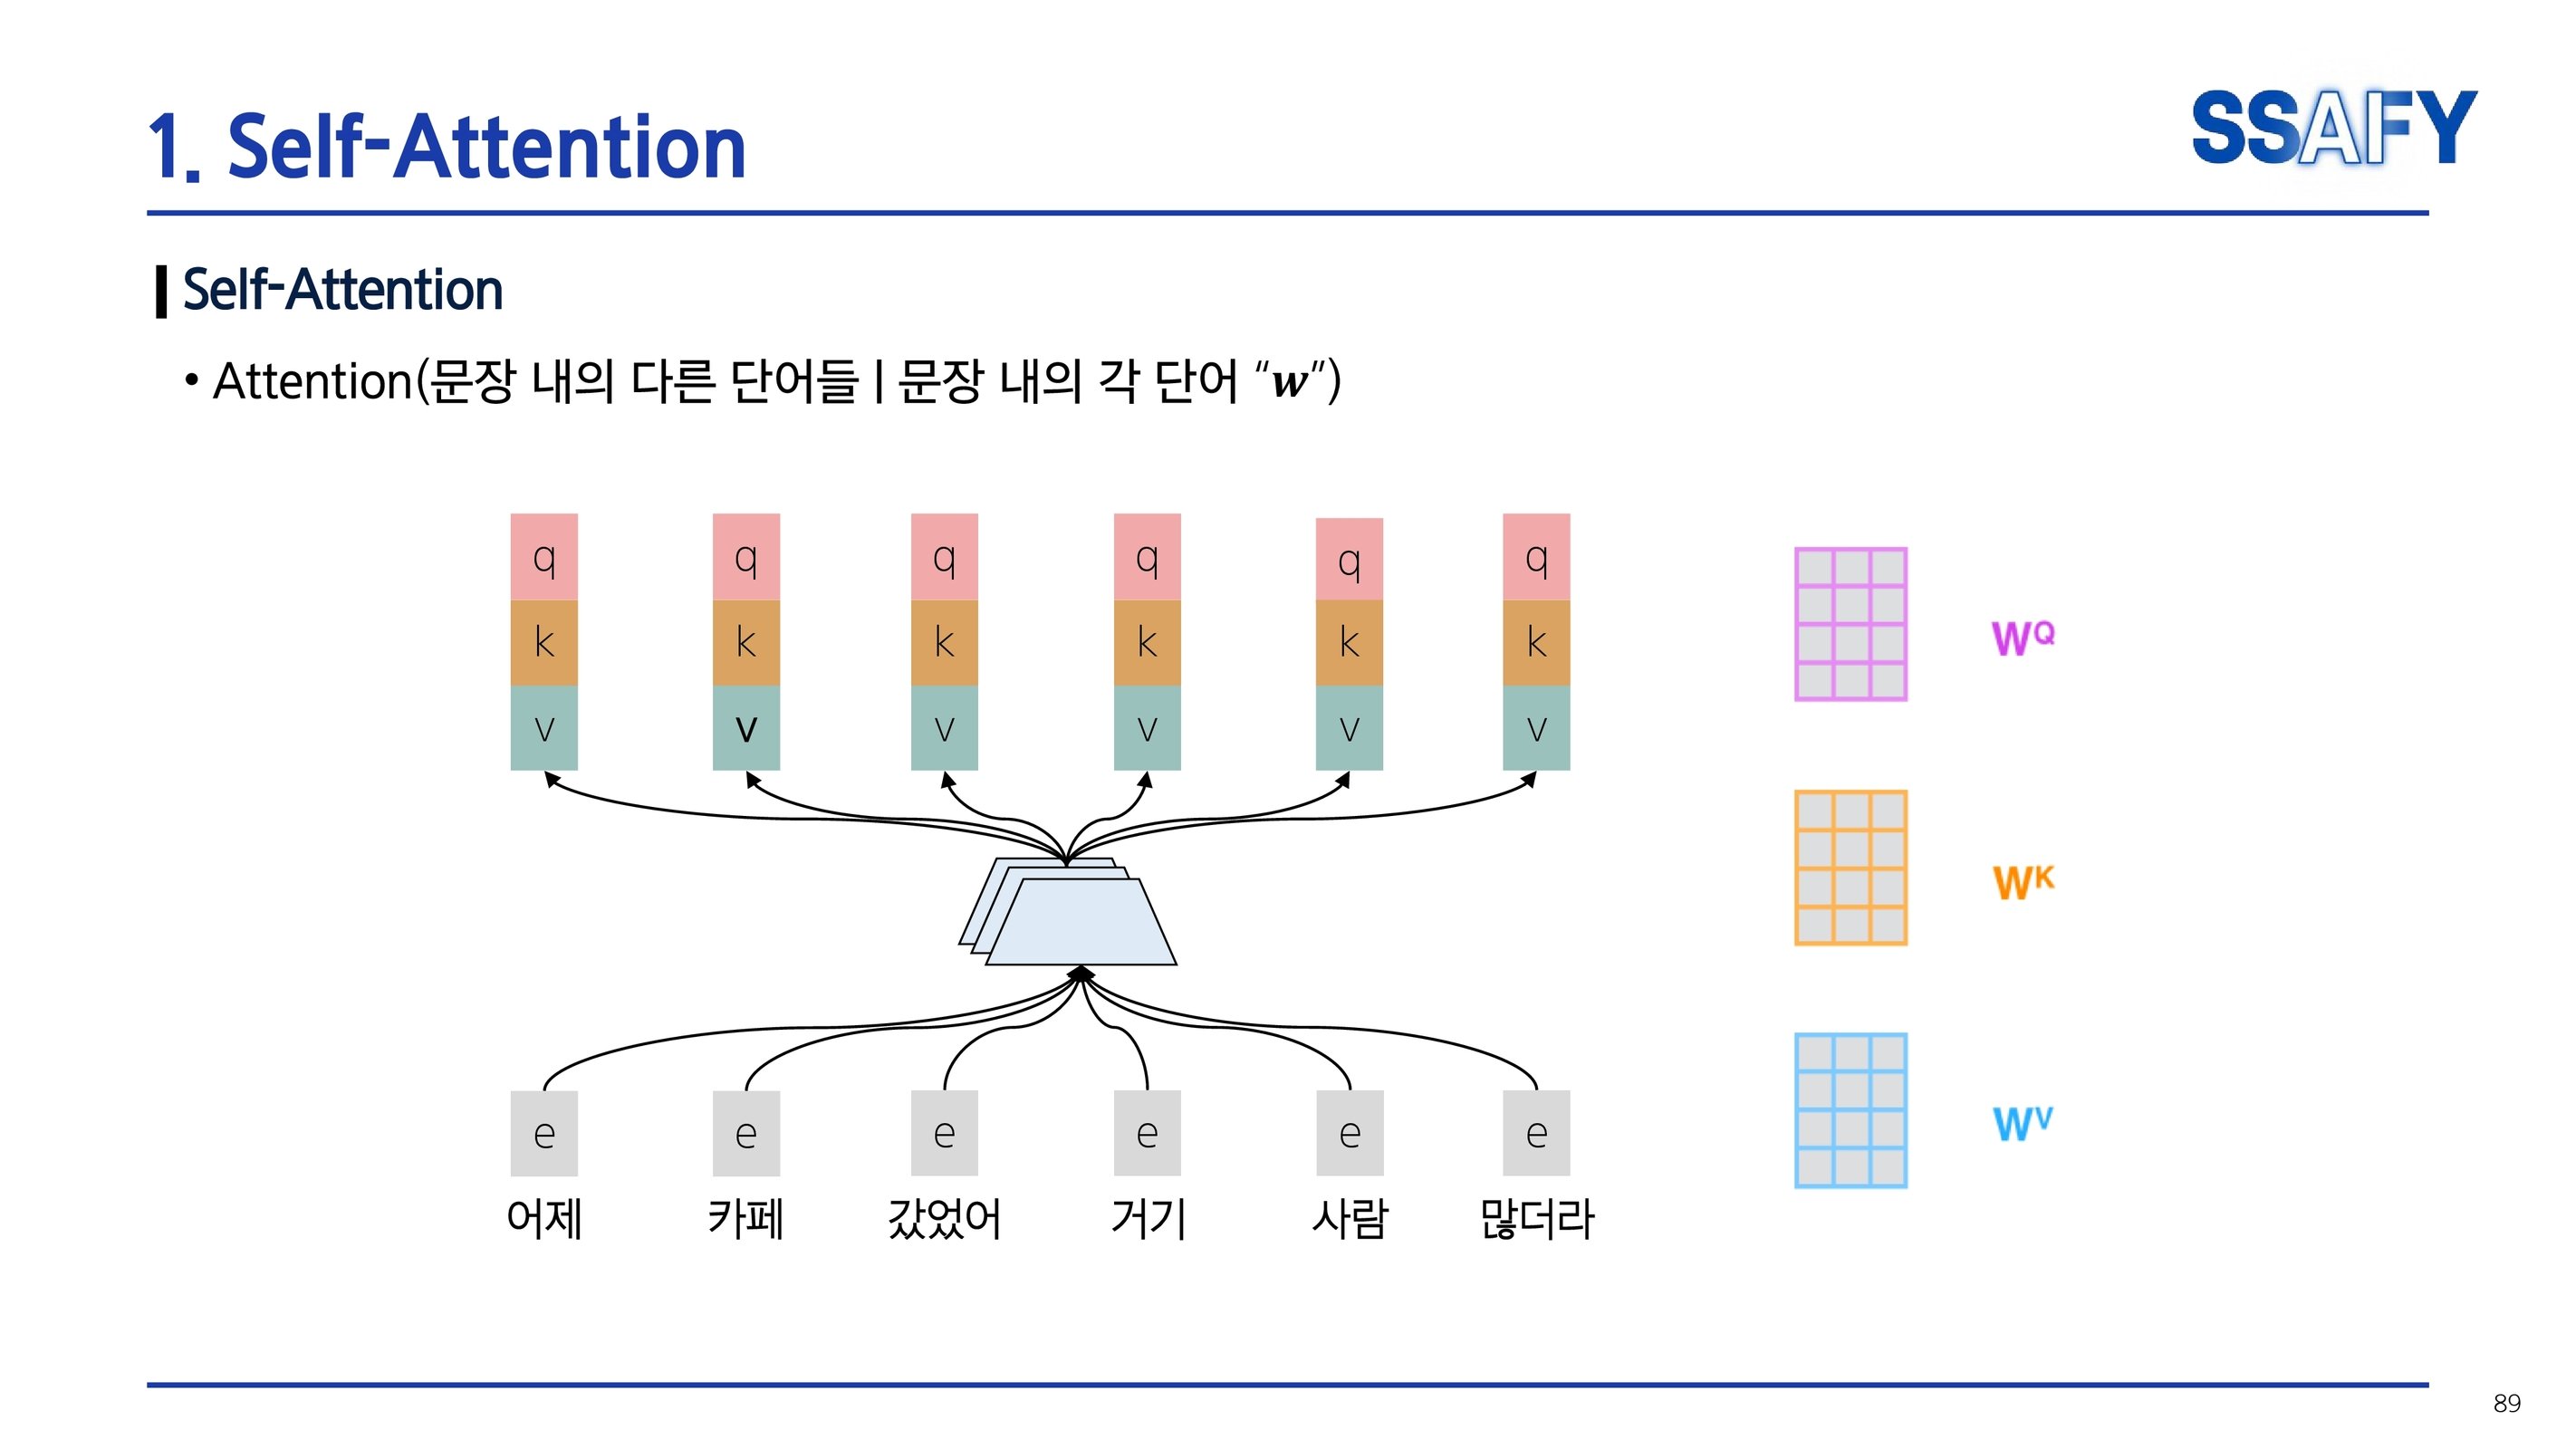 1. Self-Attention
SSAFY
Self-Attention
• Attention(문장 내의 다른 단어들 | 문장 내의 각 단어 “w”)
q q q q q q
k k k k k k
v v v v v v
W^Q
W^K
W^V
e e e e e e
어제 카페 갔었어 거기 사람 많더라
89